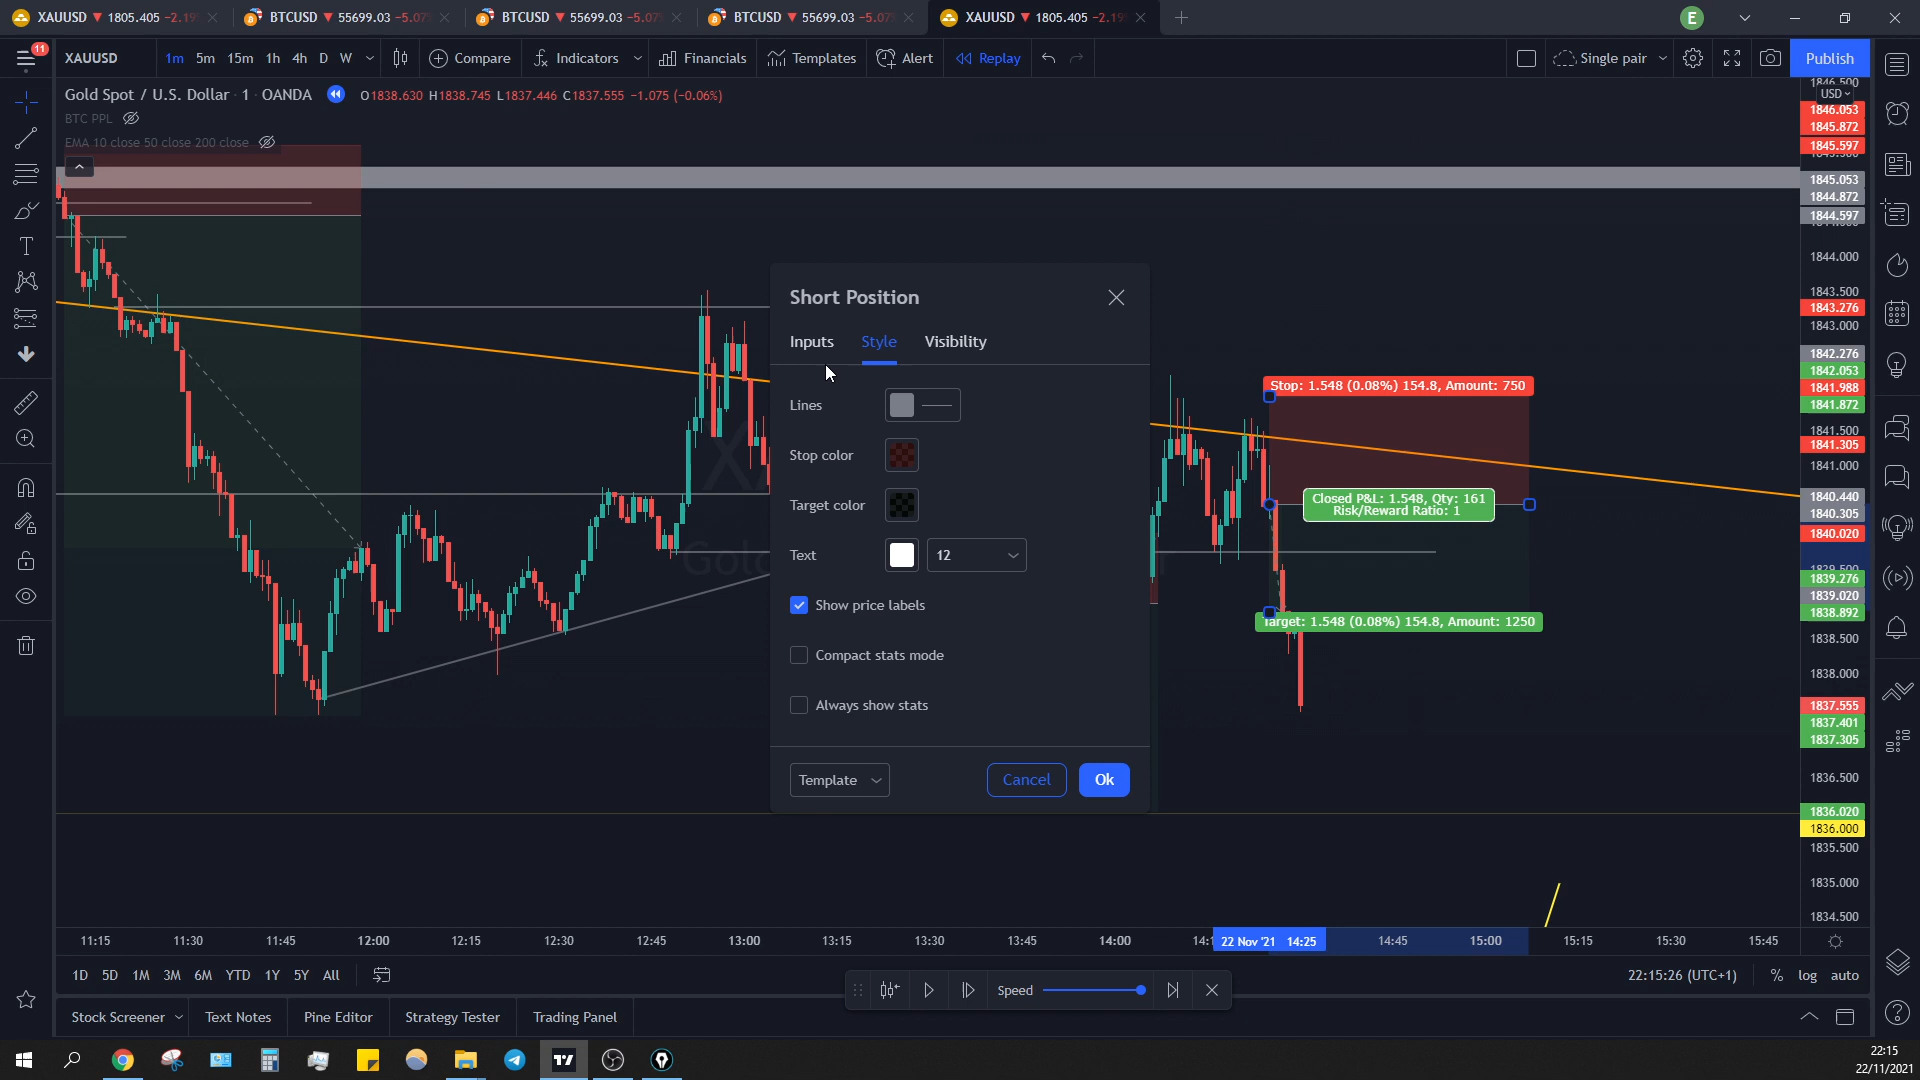 XAUUSD ▼ 1805.405 -2.19
BTCUSD ▼ 55699.03 -5.07
BTCUSD ▼ 55699.03 -5.07
BTCUSD ▼ 55699.03 -5.07
XAUUSD ▼ 1805.405 -2.19
E
11
XAUUSD
1m 5m 15m 1h 4h D W
Compare
Indicators
Financials
Templates
Alert
Replay
Single pair
Publish
Gold Spot / U.S. Dollar · 1 · OANDA
O1838.630 H1838.745 L1837.446 C1837.555 -1.075 (-0.06%)
BTC PPL
EMA 10 close 50 close 200 close
USD
1846.053
1845.872
1845.597
1845.053
1844.872
1844.597
1844.000
1843.500
1843.276
1843.000
1842.276
1842.053
1841.988
1841.872
1841.500
1841.305
1841.000
1840.440
1840.305
1840.020
1839.276
1839.020
1838.892
1838.500
1838.000
1837.555
1837.401
1837.305
1836.500
1836.020
1836.000
1835.500
1835.000
1834.500
Short Position
Inputs Style Visibility
Lines
Stop color
Target color
Text 12
Show price labels
Compact stats mode
Always show stats
Template
Cancel
Ok
Stop: 1.548 (0.08%) 154.8, Amount: 750
Closed P&L: 1.548, Qty: 161
Risk/Reward Ratio: 1
Target: 1.548 (0.08%) 154.8, Amount: 1250
11:15 11:30 11:45 12:00 12:15 12:30 12:45 13:00 13:15 13:30 13:45 14:00 22 Nov '21 14:25 14:45 15:00 15:15 15:30 15:45
1D 5D 1M 3M 6M YTD 1Y 5Y All
22:15:26 (UTC+1) % log auto
Speed
Stock Screener Text Notes Pine Editor Strategy Tester Trading Panel
22:15
22/11/2021